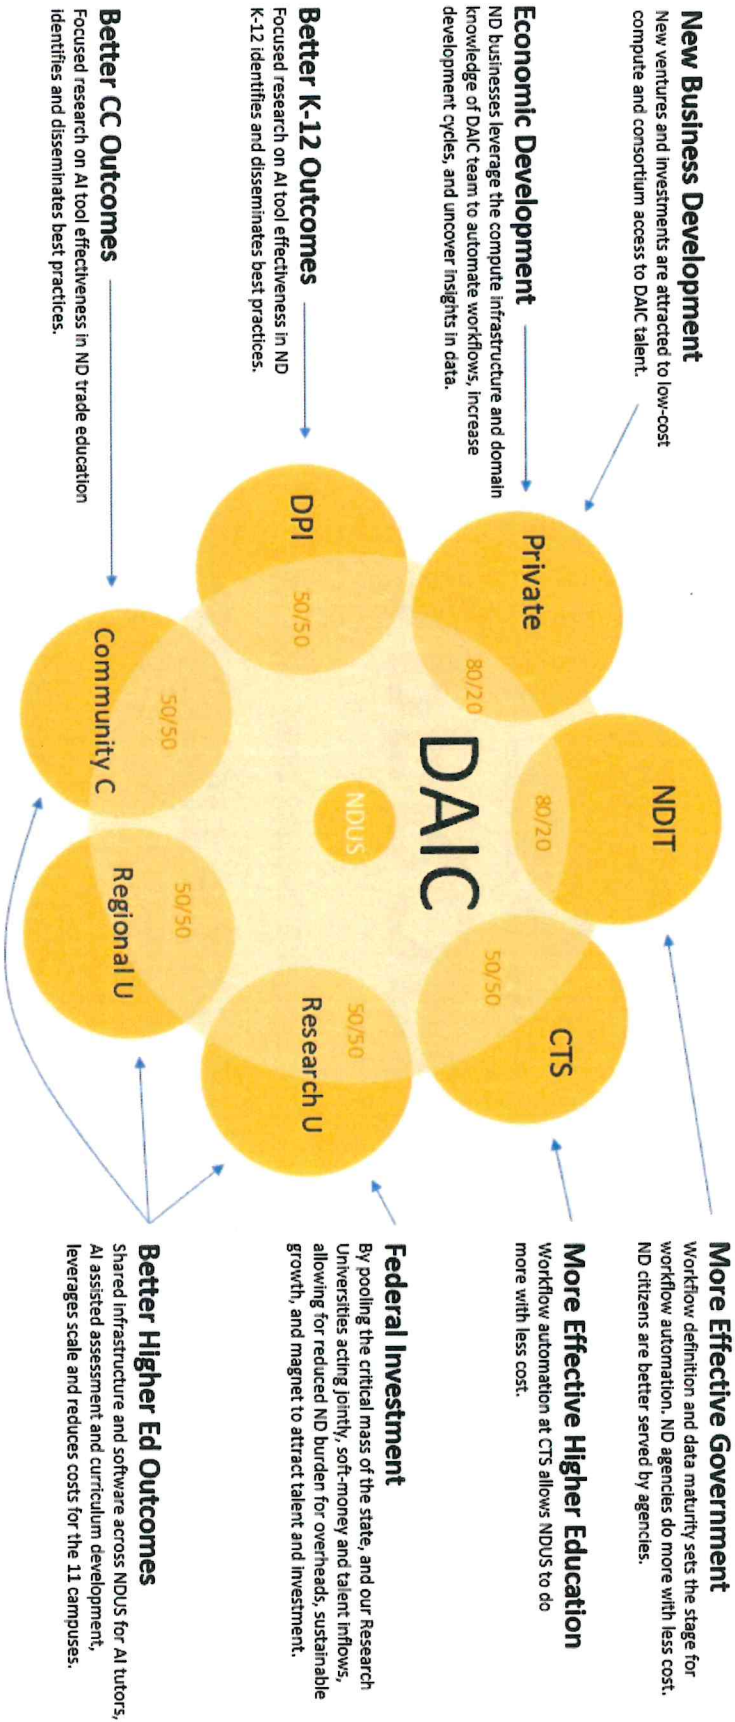 New Business Development
New ventures and investments are attracted to low-cost
compute and consortium access to DAIC talent.
Economic Development
ND businesses leverage the compute infrastructure and domain
knowledge of DAIC team to automate workflows, increase
development cycles, and uncover insights in data.
Better K-12 Outcomes
Focused research on AI tool effectiveness in ND
K-12 identifies and disseminates best practices.
Better CC Outcomes
Focused research on AI tool effectiveness in ND trade education
identifies and disseminates best practices.
NDIT
80/20
Private
80/20
CTS
50/50
DAIC
NDUS
DPI
50/50
Research U
50/50
Community C
50/50
Regional U
50/50
More Effective Government
Workflow definition and data maturity sets the stage for
workflow automation. ND agencies do more with less cost.
ND citizens are better served by agencies.
More Effective Higher Education
Workflow automation at CTS allows NDUS to do
more with less cost.
Federal Investment
By pooling the critical mass of the state, and our Research
Universities acting jointly, soft-money and talent inflows,
allowing for reduced ND burden for overheads, sustainable
growth, and magnet to attract talent and investment.
Better Higher Ed Outcomes
Shared infrastructure and software across NDUS for AI tutors,
AI assisted assessment and curriculum development,
leverages scale and reduces costs for the 11 campuses.